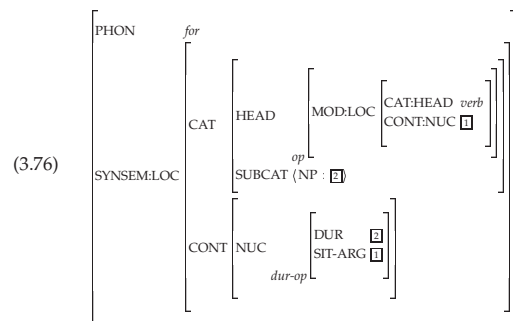 PHON for
CAT
HEAD
MOD:LOC
CAT:HEAD verb
CONT:NUC 1
op
SUBCAT ⟨NP : 2⟩
(3.76)
SYNSEM:LOC
CONT
NUC
DUR 2
SIT-ARG 1
dur-op